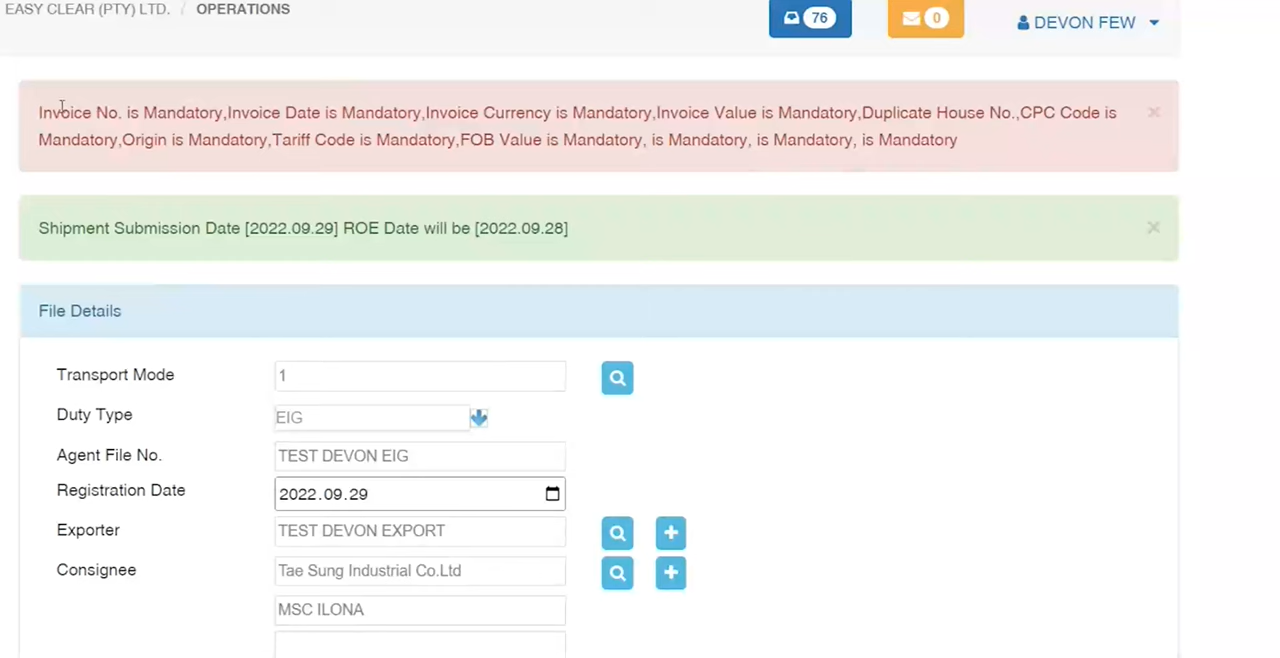 EASY CLEAR (PTY) LTD. / OPERATIONS
76
0
DEVON FEW
Invoice No. is Mandatory,Invoice Date is Mandatory,Invoice Currency is Mandatory,Invoice Value is Mandatory,Duplicate House No.,CPC Code is
Mandatory,Origin is Mandatory,Tariff Code is Mandatory,FOB Value is Mandatory, is Mandatory, is Mandatory, is Mandatory
Shipment Submission Date [2022.09.29] ROE Date will be [2022.09.28]
File Details
Transport Mode 1
Duty Type EIG
Agent File No. TEST DEVON EIG
Registration Date 2022.09.29
Exporter TEST DEVON EXPORT
Consignee Tae Sung Industrial Co.Ltd
MSC ILONA